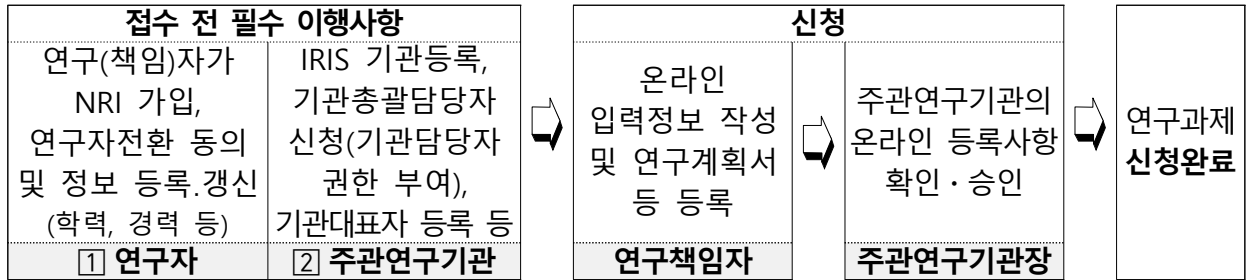 접수 전 필수 이행사항
연구(책임)자가
NRI 가입,
연구자전환 동의
및 정보 등록.갱신
(학력, 경력 등)
1 연구자
IRIS 기관등록,
기관총괄담당자
신청(기관담당자
권한 부여),
기관대표자 등록 등
2 주관연구기관
신청
온라인
입력정보 작성
및 연구계획서
등 등록
연구책임자
주관연구기관의
온라인 등록사항
확인・승인
주관연구기관장
연구과제
신청완료